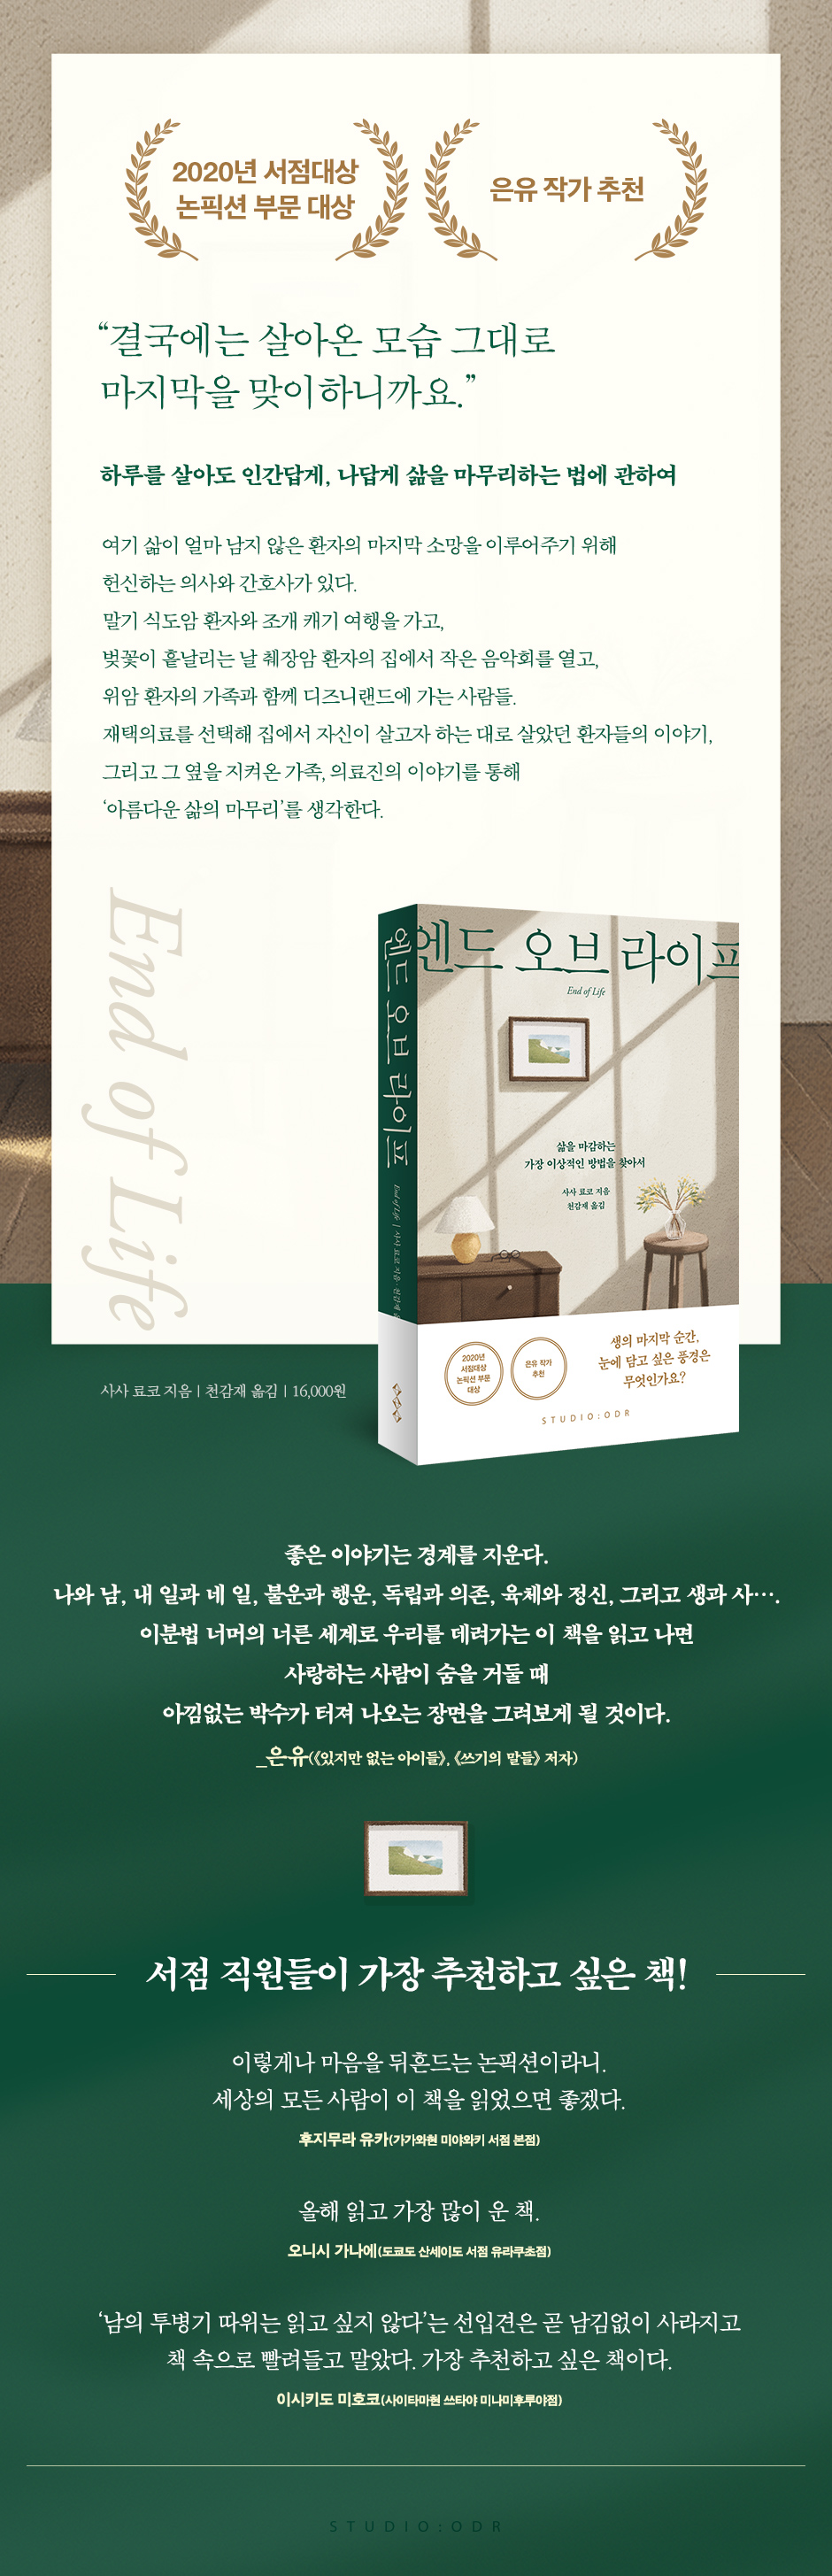 2020년 서점대상
논픽션 부문 대상
은유 작가 추천
“결국에는 살아온 모습 그대로
마지막을 맞이하니까요.”
하루를 살아도 인간답게, 나답게 삶을 마무리하는 법에 관하여
여기 삶이 얼마 남지 않은 환자의 마지막 소망을 이루어주기 위해
헌신하는 의사와 간호사가 있다.
말기 식도암 환자와 조개 캐기 여행을 가고,
벚꽃이 흩날리는 날 췌장암 환자의 집에서 작은 음악회를 열고,
위암 환자의 가족과 함께 디즈니랜드에 가는 사람들.
재택의료를 선택해 집에서 자신이 살고자 하는 대로 살았던 환자들의 이야기,
그리고 그 옆을 지켜온 가족, 의료진의 이야기를 통해
‘아름다운 삶의 마무리’를 생각한다.
End of Life
엔드 오브 라이프
End of Life | 사사 료코 지음·천감재
엔드 오브 라이프
End of Life
삶을 마감하는
가장 이상적인 방법을 찾아서
사사 료코 지음
천감재 옮김
2020년
서점대상
논픽션 부문
대상
은유 작가
추천
생의 마지막 순간,
눈에 담고 싶은 풍경은
무엇인가요?
STUDIO:ODR
사사 료코 지음 | 천감재 옮김 | 16,000원
좋은 이야기는 경계를 지운다.
나와 남, 내 일과 네 일, 불운과 행운, 독립과 의존, 육체와 정신, 그리고 생과 사….
이분법 너머의 너른 세계로 우리를 데려가는 이 책을 읽고 나면
사랑하는 사람이 숨을 거둘 때
아낌없는 박수가 터져 나오는 장면을 그려보게 될 것이다.
_은유(《있지만 없는 아이들》, 《쓰기의 말들》 저자)
서점 직원들이 가장 추천하고 싶은 책!
이렇게나 마음을 뒤흔드는 논픽션이라니.
세상의 모든 사람이 이 책을 읽었으면 좋겠다.
후지무라 유카(가가와현 미야와키 서점 본점)
올해 읽고 가장 많이 운 책.
오니시 가나에(도쿄도 산세이도 서점 유라쿠초점)
‘남의 투병기 따위는 읽고 싶지 않다’는 선입견은 곧 남김없이 사라지고
책 속으로 빨려들고 말았다. 가장 추천하고 싶은 책이다.
이시키도 미호코(사이타마현 쓰타야 미나미후루야점)
STUDIO:ODR